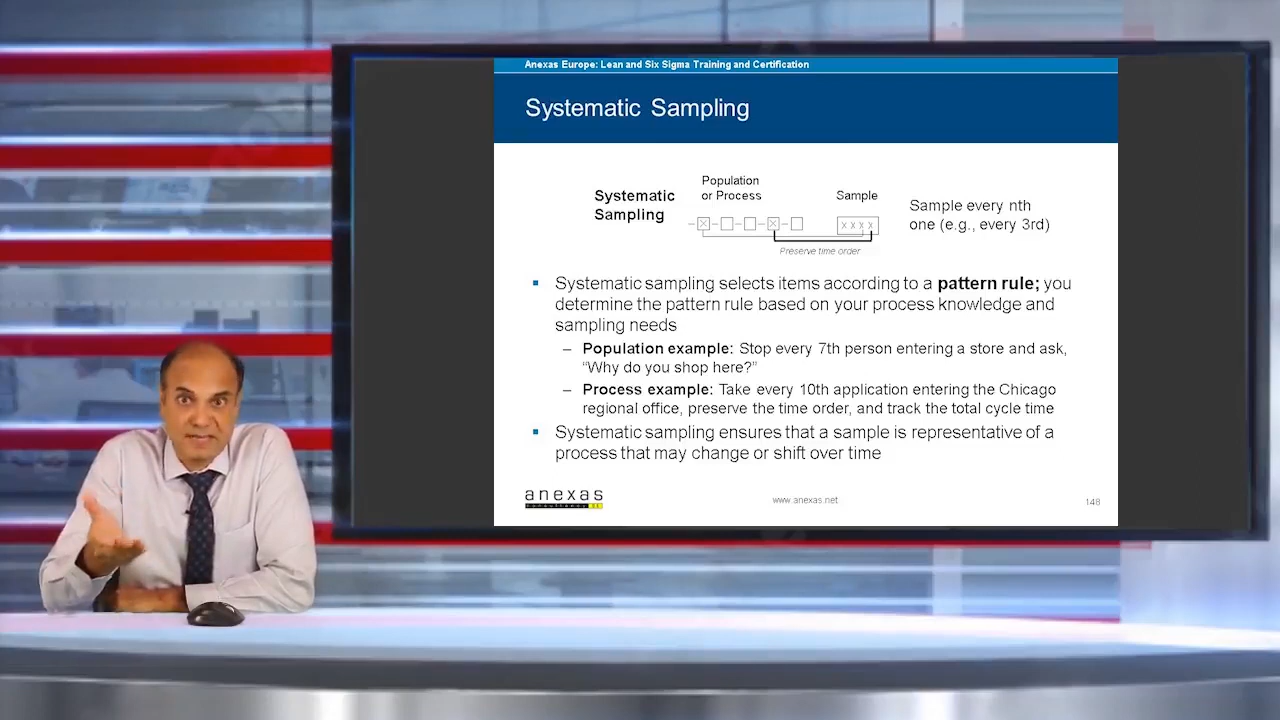 Anexas Europe: Lean and Six Sigma Training and Certification
Systematic Sampling
Systematic
Sampling
Population
or Process
Sample
Sample every nth
one (e.g., every 3rd)
X X
x x x x
Preserve time order
Systematic sampling selects items according to a pattern rule; you
determine the pattern rule based on your process knowledge and
sampling needs
– Population example: Stop every 7th person entering a store and ask,
“Why do you shop here?”
– Process example: Take every 10th application entering the Chicago
regional office, preserve the time order, and track the total cycle time
Systematic sampling ensures that a sample is representative of a
process that may change or shift over time
anexas
www.anexas.net
148